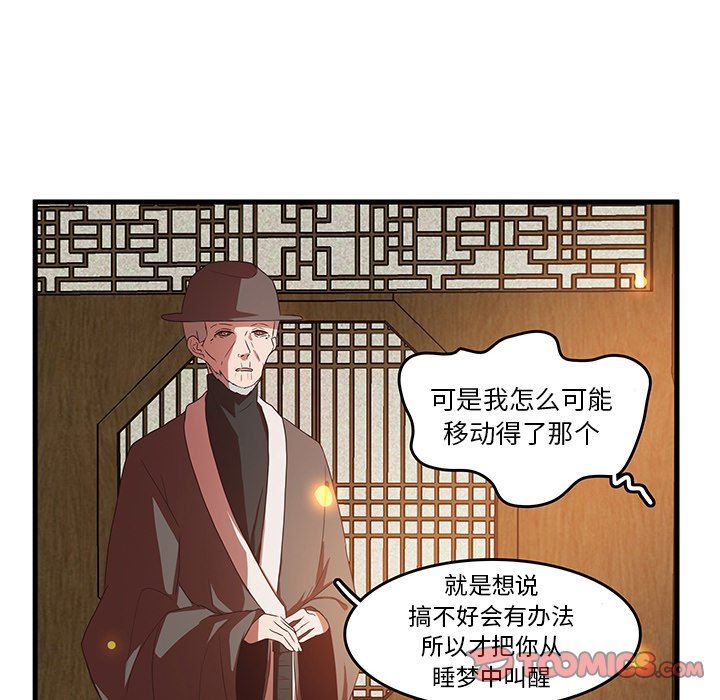 可是我怎么可能
移动得了那个
就是想说
搞不好会有办法
所以才把你从
睡梦中叫醒
TOOMICS.COM